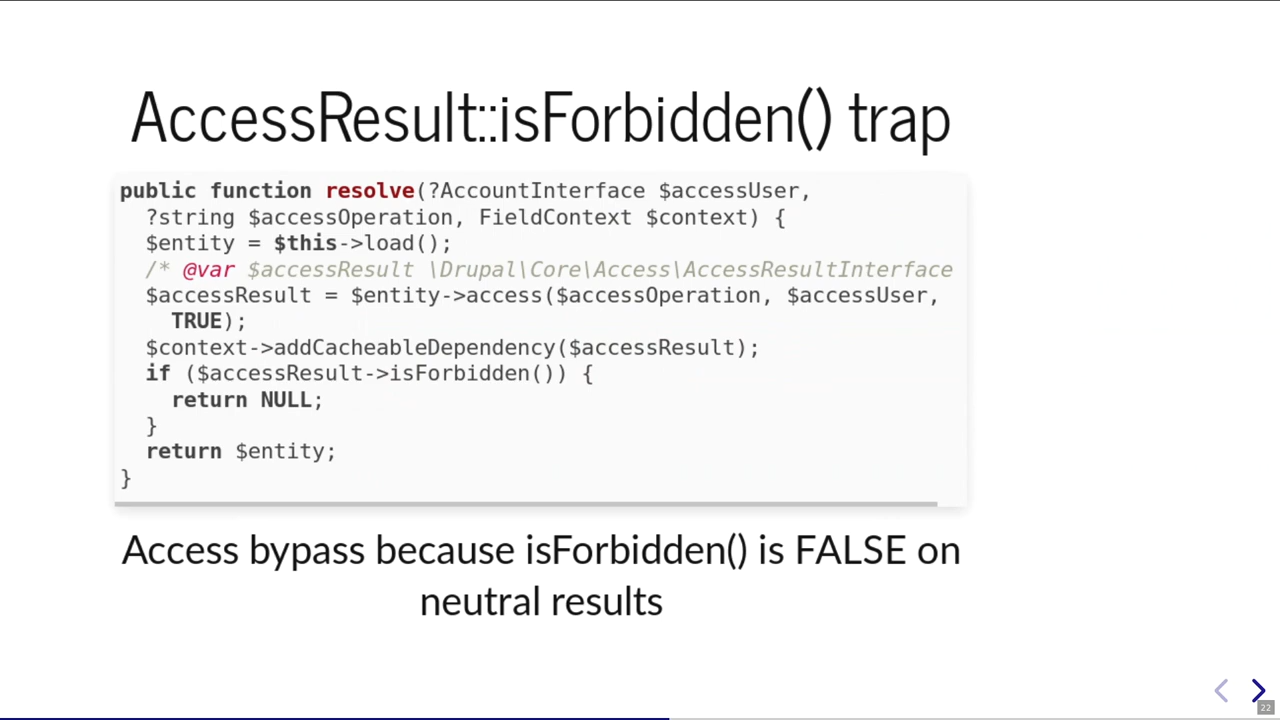 AccessResult::isForbidden() trap
public function resolve(?AccountInterface $accessUser,
  ?string $accessOperation, FieldContext $context) {
  $entity = $this->load();
  /* @var $accessResult \Drupal\Core\Access\AccessResultInterface
  $accessResult = $entity->access($accessOperation, $accessUser,
    TRUE);
  $context->addCacheableDependency($accessResult);
  if ($accessResult->isForbidden()) {
    return NULL;
  }
  return $entity;
}
Access bypass because isForbidden() is FALSE on
neutral results
22